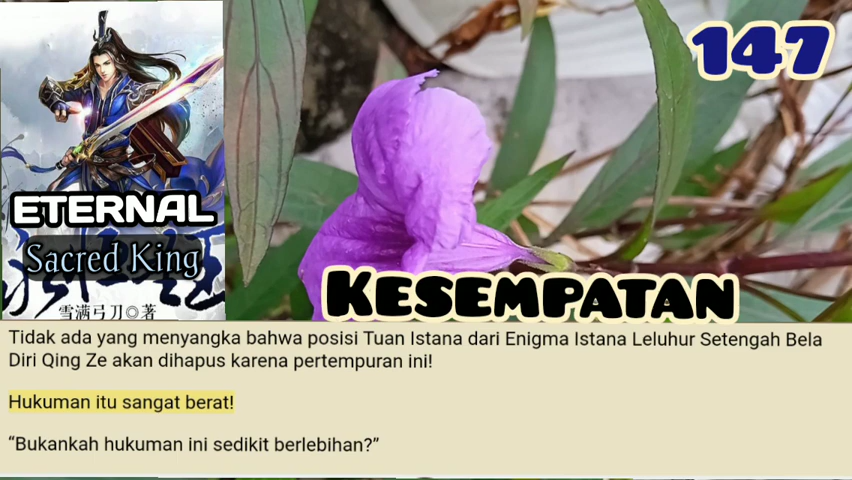 147
ETERNAL
Sacred King
雪满弓刀◎著
KESEMPATAN
Tidak ada yang menyangka bahwa posisi Tuan Istana dari Enigma Istana Leluhur Setengah Bela
Diri Qing Ze akan dihapus karena pertempuran ini!
Hukuman itu sangat berat!
“Bukankah hukuman ini sedikit berlebihan?”